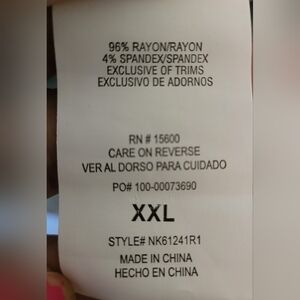 96% RAYON/RAYON
4% SPANDEX/SPANDEX
EXCLUSIVE OF TRIMS
EXCLUSIVO DE ADORNOS
RN # 15600
CARE ON REVERSE
VER AL DORSO PARA CUIDADO
PO# 100-00073690
XXL
STYLE# NK61241R1
MADE IN CHINA
HECHO EN CHINA